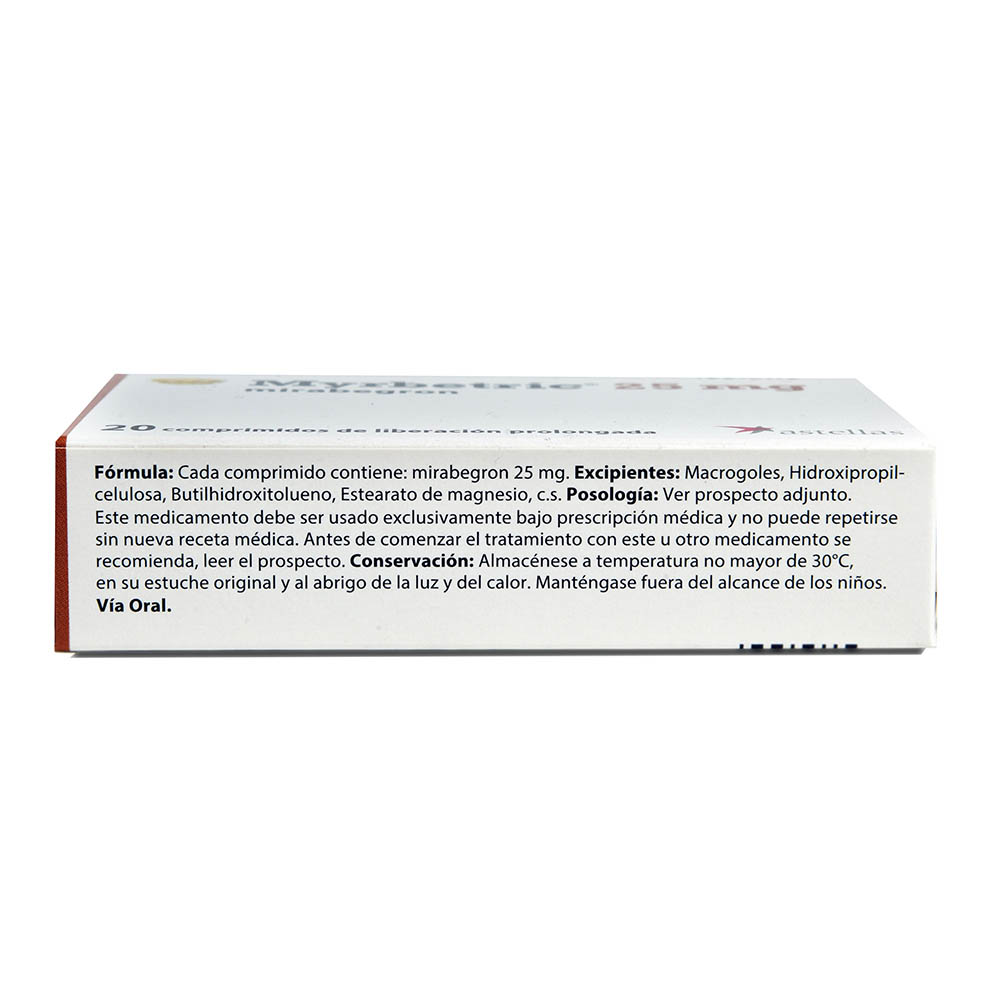 Myrbetric® 25 mg
mirabegron
20 comprimidos de liberación prolongada
astellas
Fórmula: Cada comprimido contiene: mirabegron 25 mg. Excipientes: Macrogoles, Hidroxipropil-
celulosa, Butilhidroxitolueno, Estearato de magnesio, c.s. Posología: Ver prospecto adjunto.
Este medicamento debe ser usado exclusivamente bajo prescripción médica y no puede repetirse
sin nueva receta médica. Antes de comenzar el tratamiento con este u otro medicamento se
recomienda, leer el prospecto. Conservación: Almacénese a temperatura no mayor de 30°C,
en su estuche original y al abrigo de la luz y del calor. Manténgase fuera del alcance de los niños.
Vía Oral.